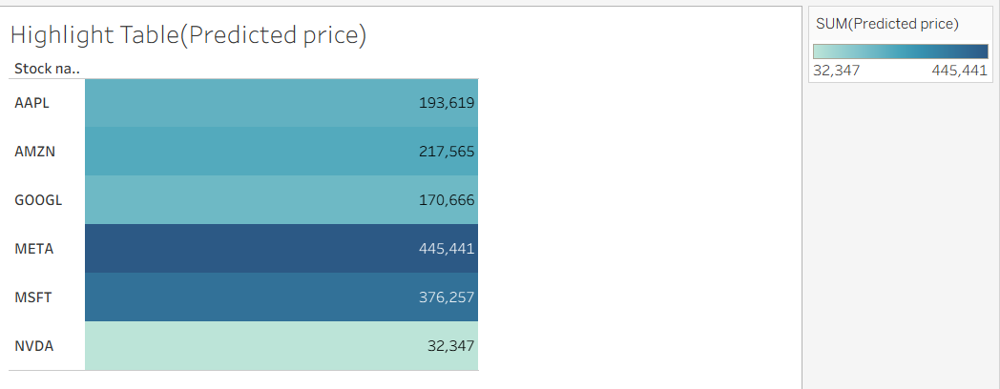 Highlight Table(Predicted price)
Stock na..
AAPL 193,619
AMZN 217,565
GOOGL 170,666
META 445,441
MSFT 376,257
NVDA 32,347
SUM(Predicted price)
32,347 445,441